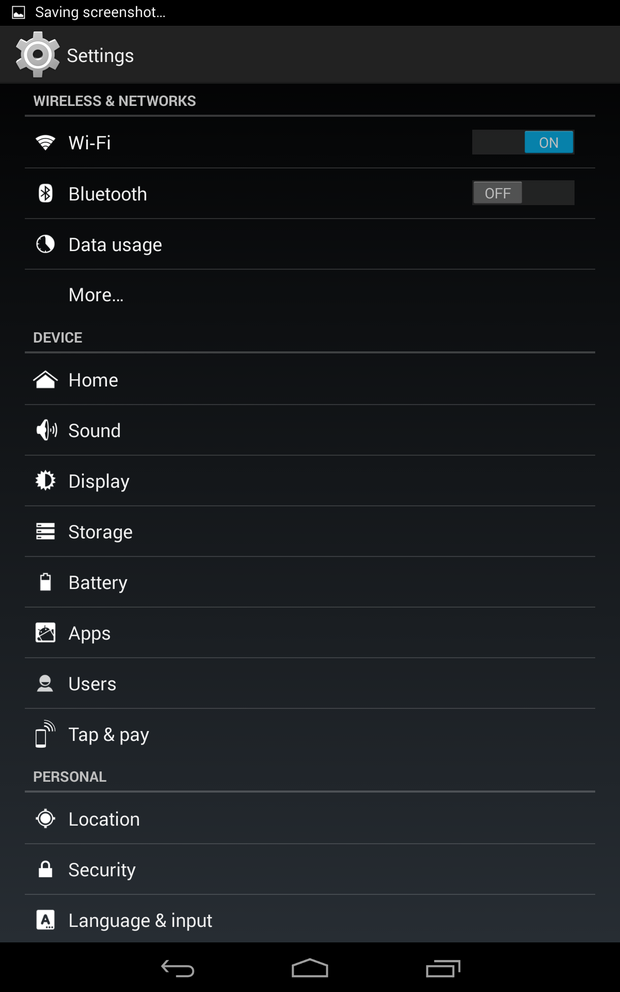 Saving screenshot...
Settings
WIRELESS & NETWORKS
Wi-Fi
ON
Bluetooth
OFF
Data usage
More...
DEVICE
Home
Sound
Display
Storage
Battery
Apps
Users
Tap & pay
PERSONAL
Location
Security
A
Language & input